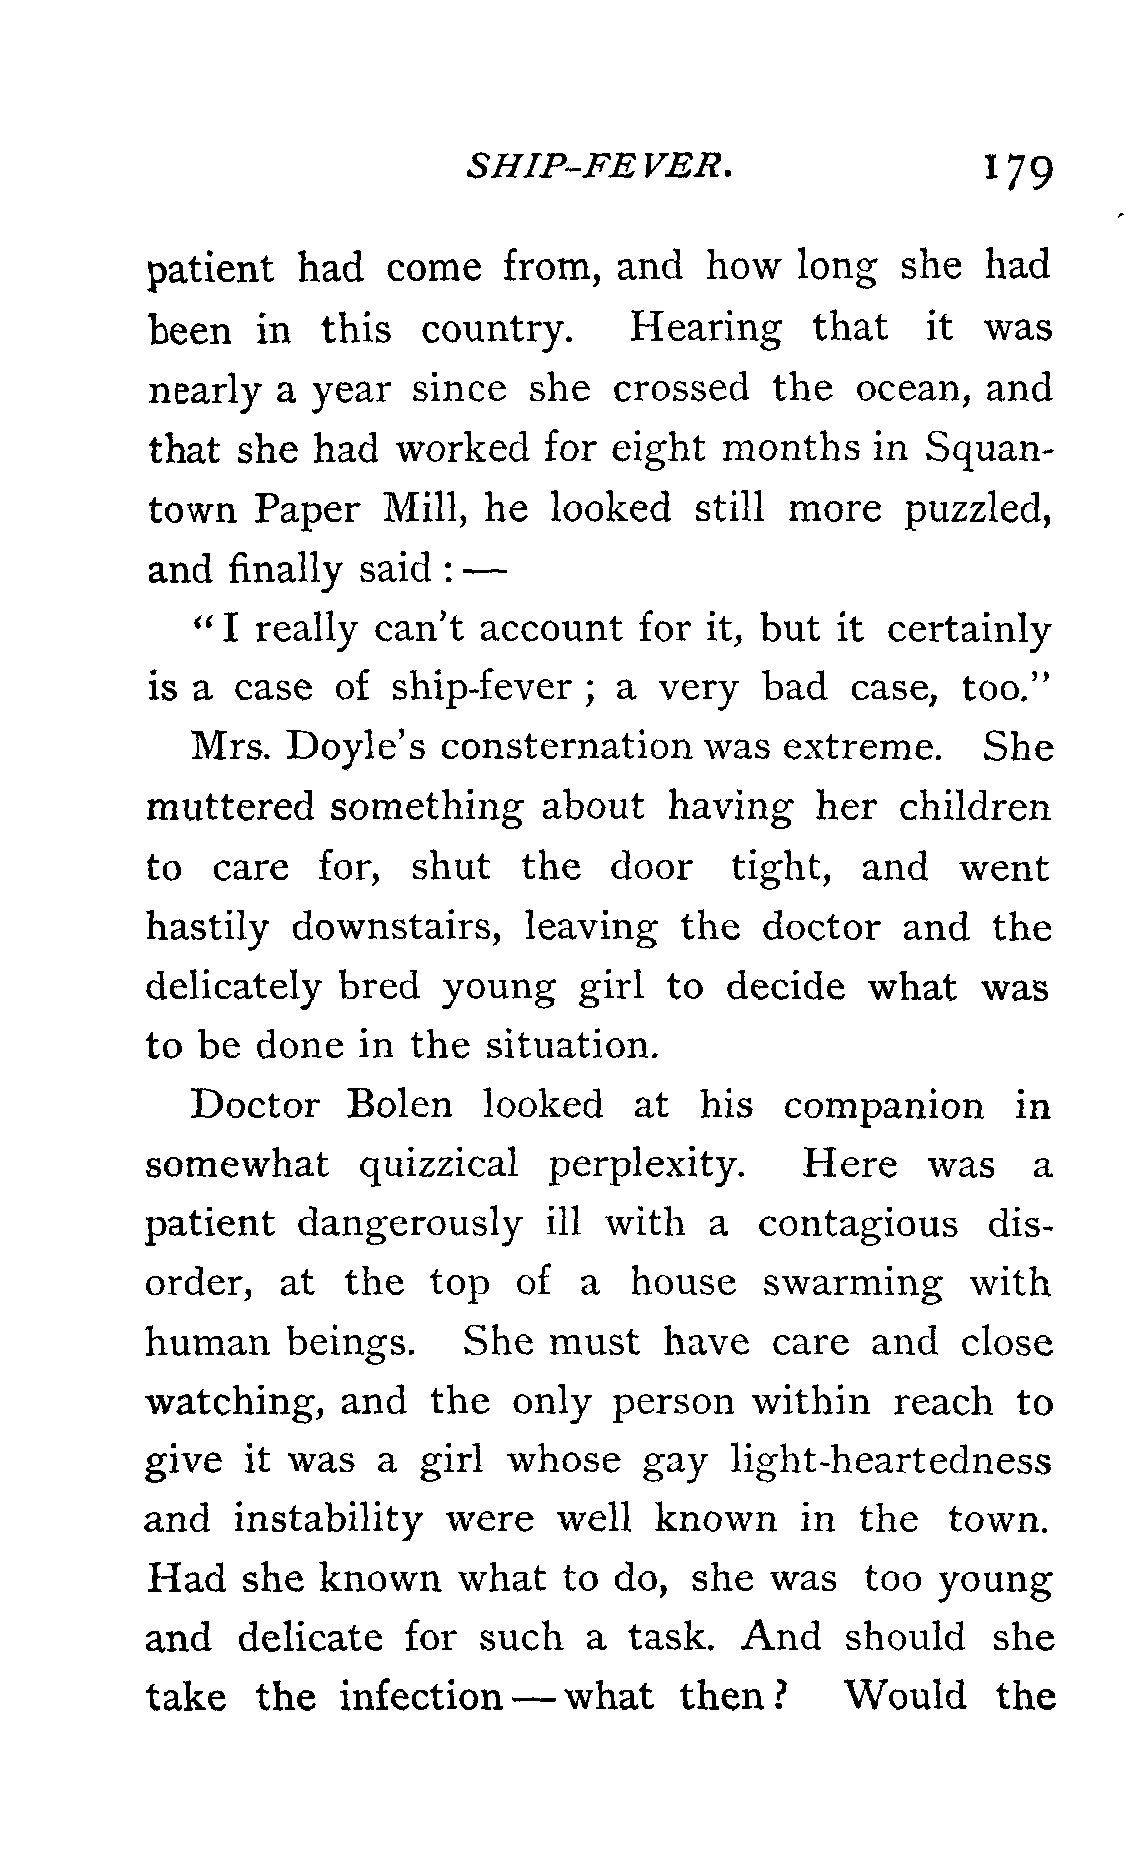 SHIP-FEVER. 179
patient had come from, and how long she had
been in this country. Hearing that it was
nearly a year since she crossed the ocean, and
that she had worked for eight months in Squan-
town Paper Mill, he looked still more puzzled,
and finally said : —
“ I really can't account for it, but it certainly
is a case of ship-fever ; a very bad case, too.”
Mrs. Doyle's consternation was extreme. She
muttered something about having her children
to care for, shut the door tight, and went
hastily downstairs, leaving the doctor and the
delicately bred young girl to decide what was
to be done in the situation.
Doctor Bolen looked at his companion in
somewhat quizzical perplexity. Here was a
patient dangerously ill with a contagious dis-
order, at the top of a house swarming with
human beings. She must have care and close
watching, and the only person within reach to
give it was a girl whose gay light-heartedness
and instability were well known in the town.
Had she known what to do, she was too young
and delicate for such a task. And should she
take the infection — what then ? Would the